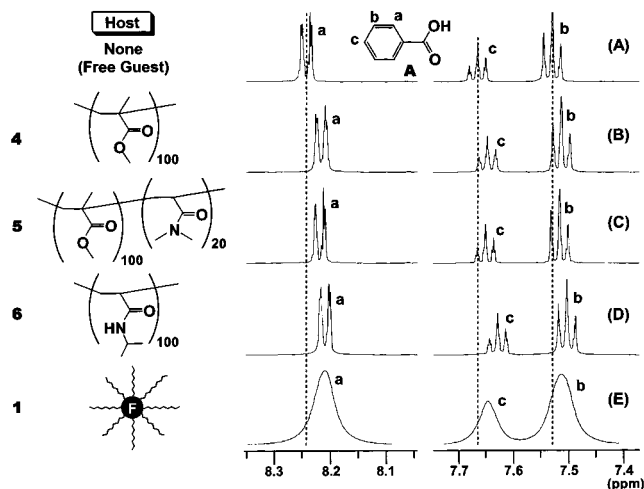 Host
None
(Free Guest)
a
b
a
c
OH
O
A
c
b
(A)
4
O
O
100
a
c
b
(B)
5
O
O
100
O
N
20
a
c
b
(C)
6
O
HN
100
a
c
b
(D)
1
F
a
c
b
(E)
8.3 8.2 8.1 7.7 7.6 7.5 7.4
(ppm)